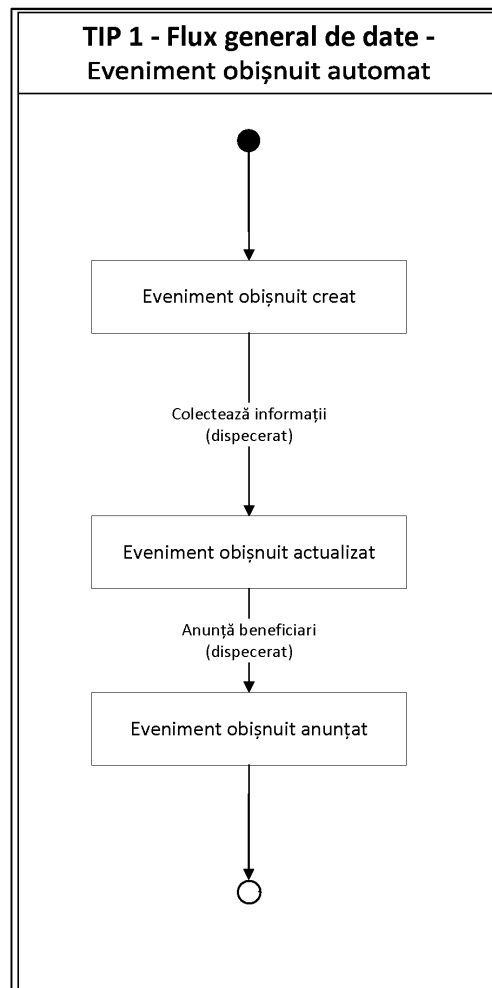 TIP 1 - Flux general de date -
Eveniment obișnuit automat
Eveniment obișnuit creat
Colectează informații
(dispecerat)
Eveniment obișnuit actualizat
Anunță beneficiari
(dispecerat)
Eveniment obișnuit anunțat